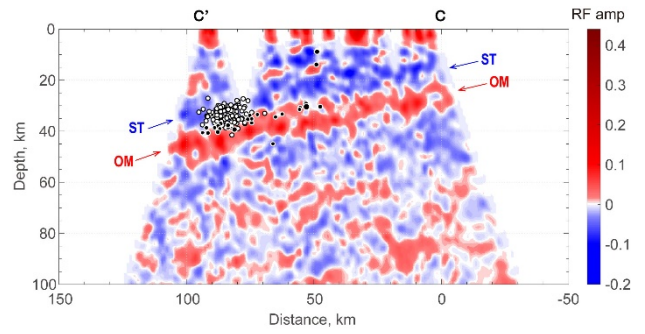 C' C RF amp
0 0.4
20 ST 0.3
OM
40 ST 0.2
OM
60 0.1
80 0
-0.1
100 -0.2
150 100 50 0 -50
Depth, km
Distance, km